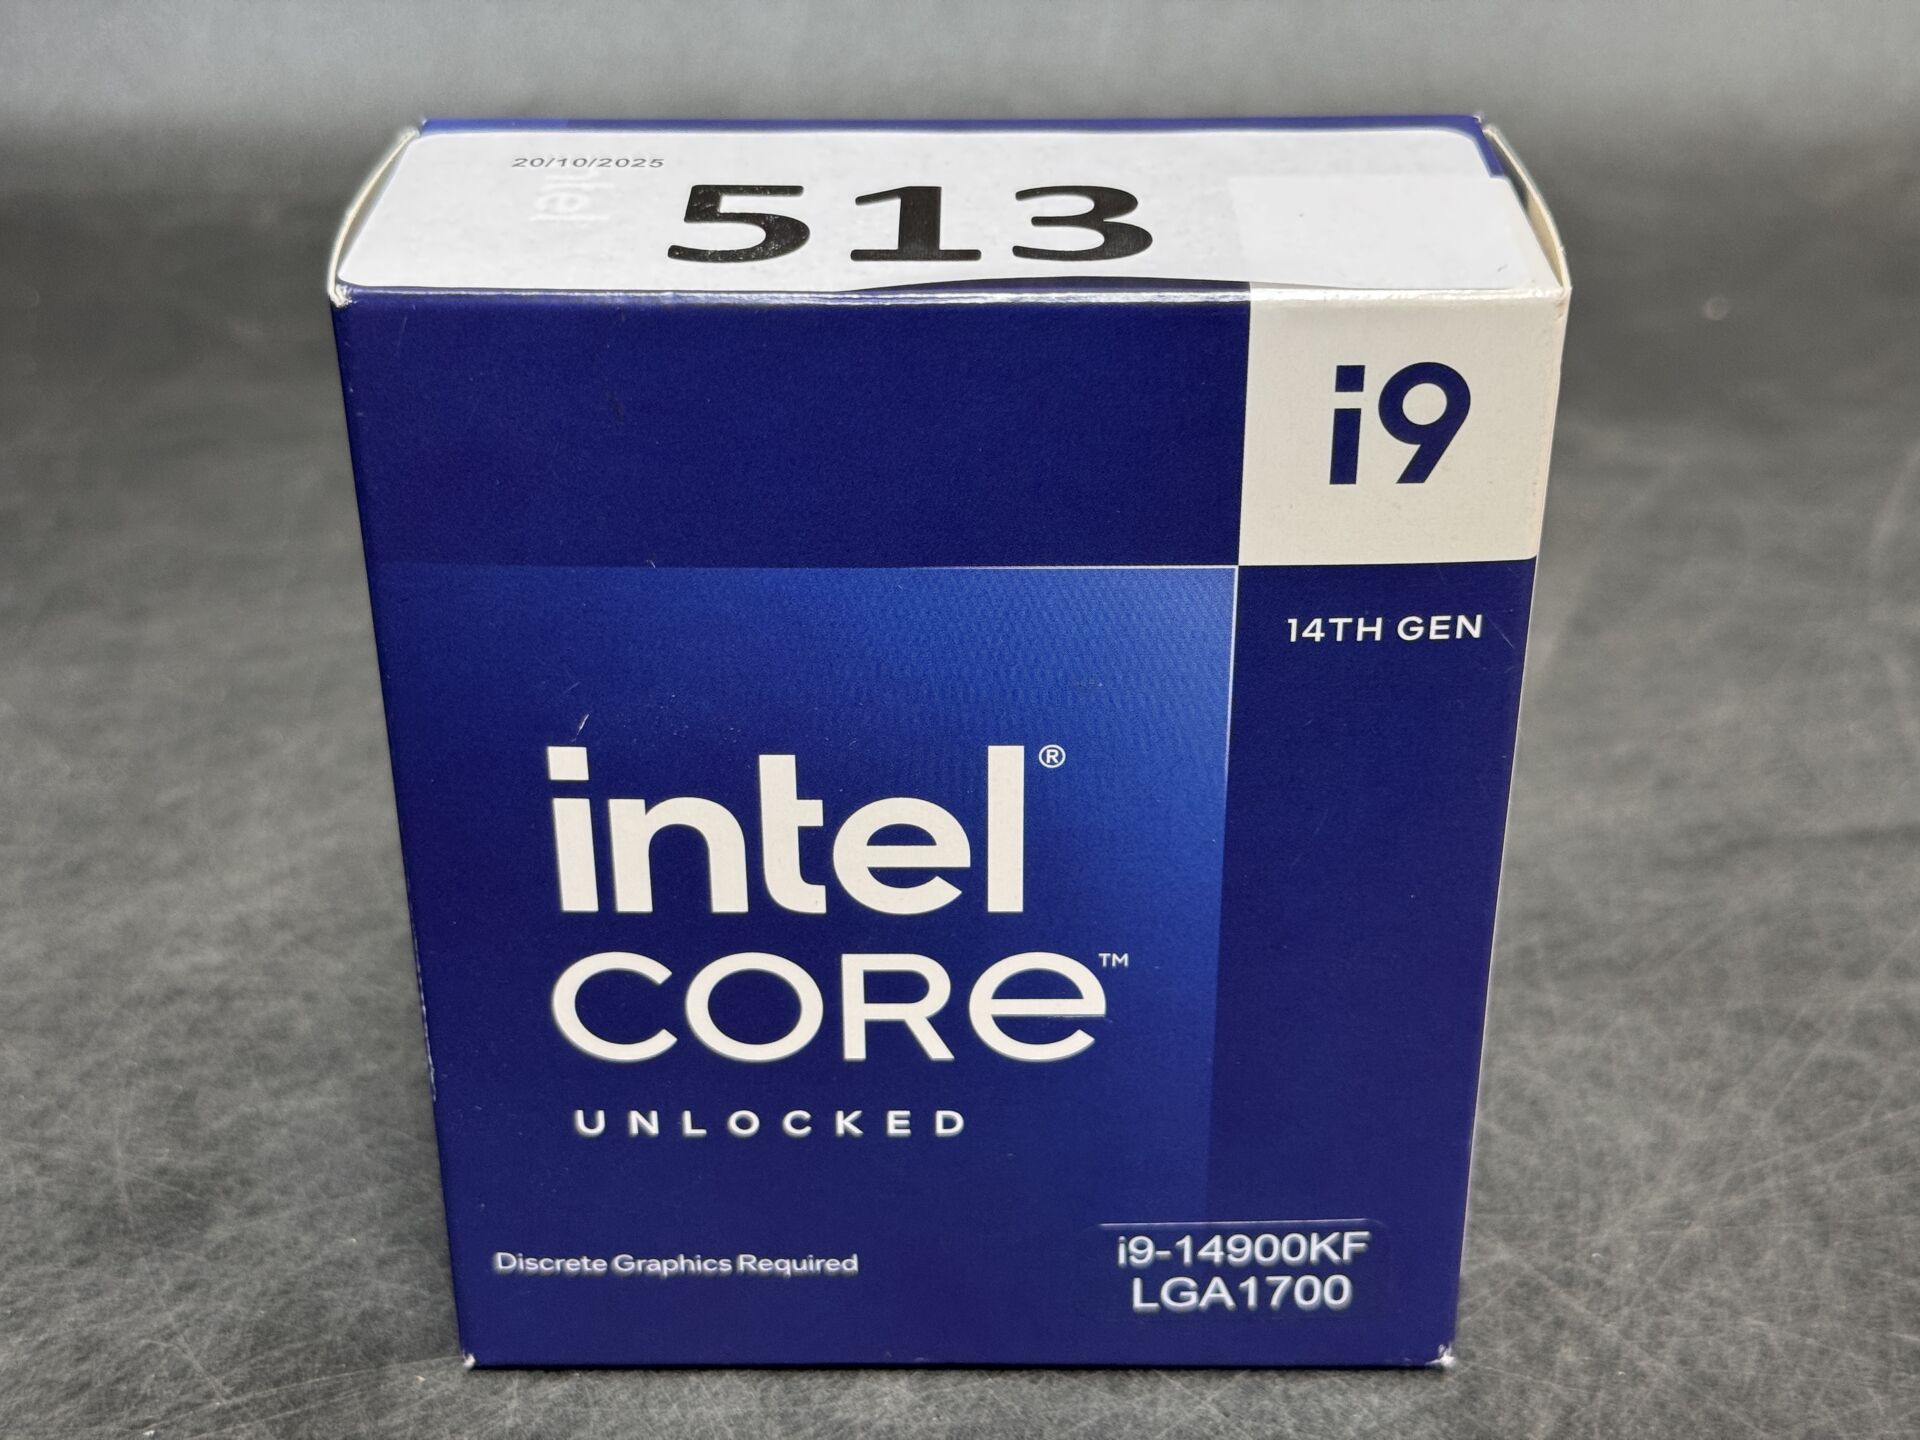 20/10/2025
513
i9
14TH GEN
intel®
CORE™
UNLOCKED
Discrete Graphics Required
i9-14900KF
LGA1700